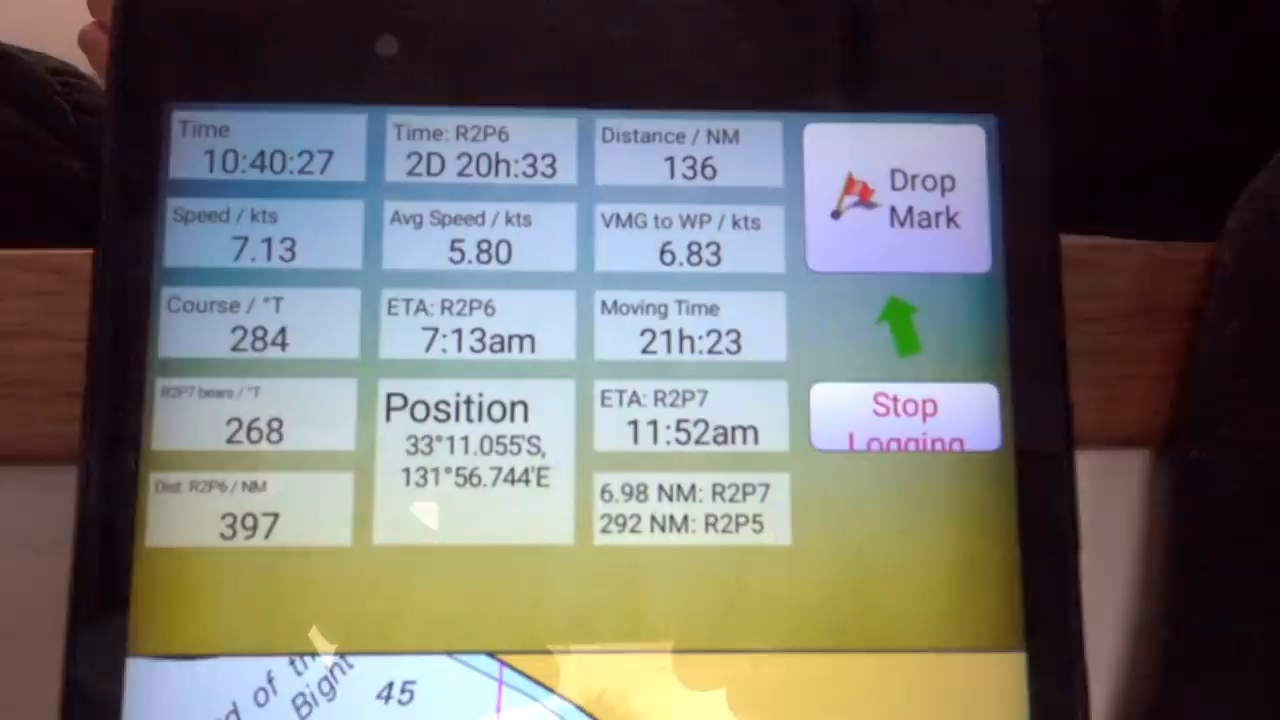 Time
10:40:27
Time: R2P6
2D 20h:33
Distance / NM
136
Drop
Mark
Speed / kts
7.13
Avg Speed / kts
5.80
VMG to WP / kts
6.83
Course / °T
284
ETA: R2P6
7:13am
Moving Time
21h:23
R2P7 bears / °T
268
Position
33°11.055'S,
131°56.744'E
ETA: R2P7
11:52am
Stop
Logging
Dist: R2P6 / NM
397
6.98 NM: R2P7
292 NM: R2P5
of
Bight
45